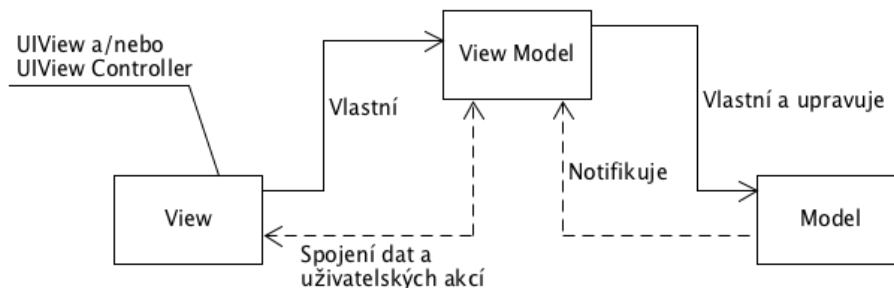 UIView a/nebo
UIView Controller
View Model
Vlastní
Vlastní a upravuje
Notifikuje
View
Model
Spojení dat a
uživatelských akcí